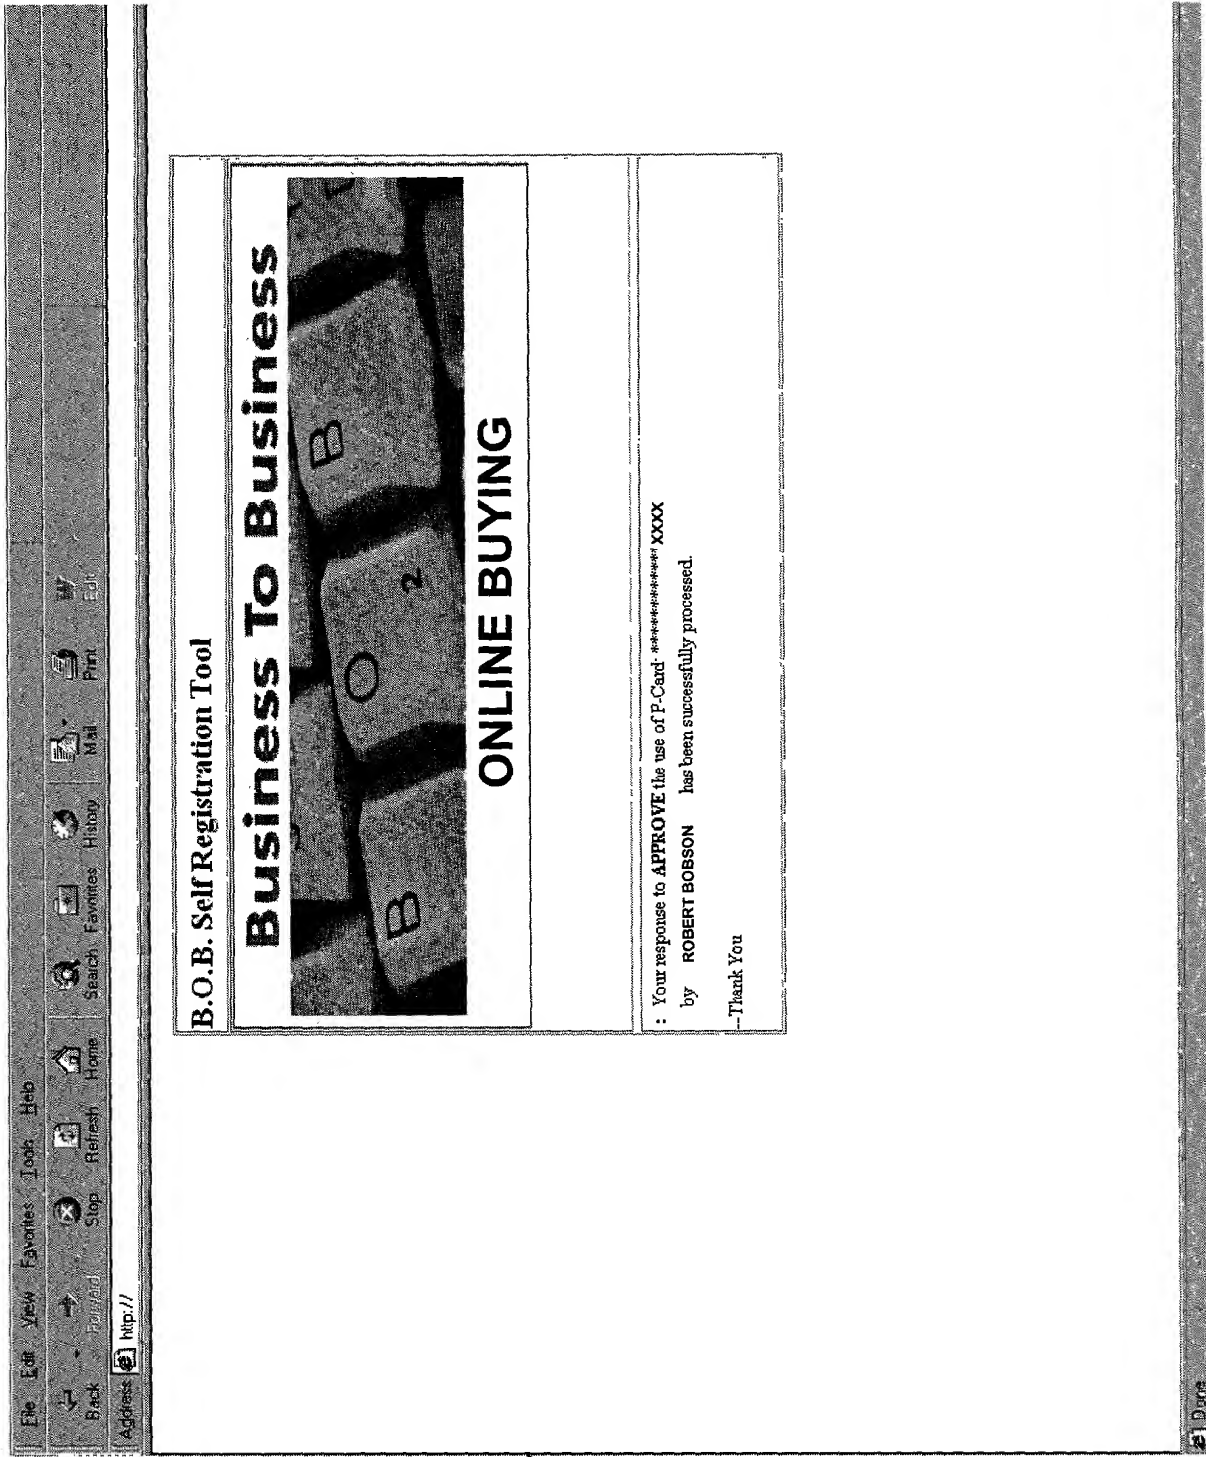 File Edit View Favorites Tools Help
Back Forward Stop Refresh Home Search Favorites History Mail Print Edit
Address http://
B.O.B. Self Registration Tool
Business To Business
B O 2 B
ONLINE BUYING
: Your response to APPROVE the use of P-Card- ************XXXX
by ROBERT BOBSON has been successfully processed.
--Thank You
Done